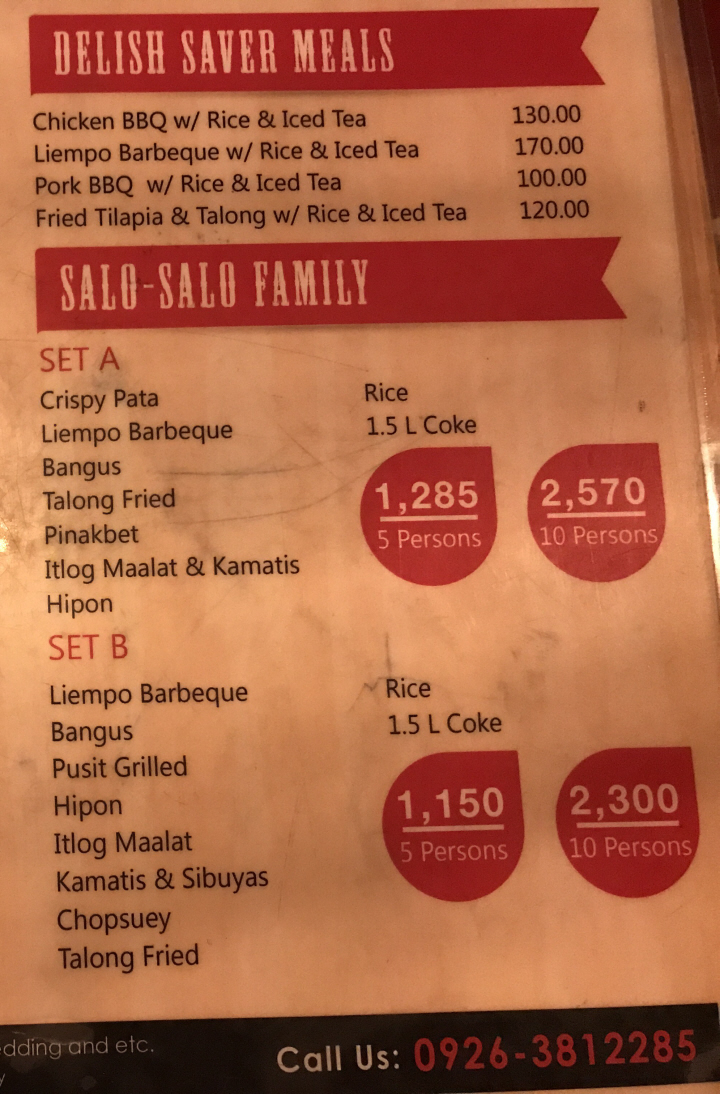 DELISH SAVER MEALS
Chicken BBQ w/ Rice & Iced Tea 130.00
Liempo Barbeque w/ Rice & Iced Tea 170.00
Pork BBQ w/ Rice & Iced Tea 100.00
Fried Tilapia & Talong w/ Rice & Iced Tea 120.00
SALO-SALO FAMILY
SET A
Crispy Pata
Liempo Barbeque
Bangus
Talong Fried
Pinakbet
Itlog Maalat & Kamatis
Hipon
Rice
1.5 L Coke
1,285
5 Persons
2,570
10 Persons
SET B
Liempo Barbeque
Bangus
Pusit Grilled
Hipon
Itlog Maalat
Kamatis & Sibuyas
Chopsuey
Talong Fried
Rice
1.5 L Coke
1,150
5 Persons
2,300
10 Persons
and etc.
Call Us: 0926-3812285